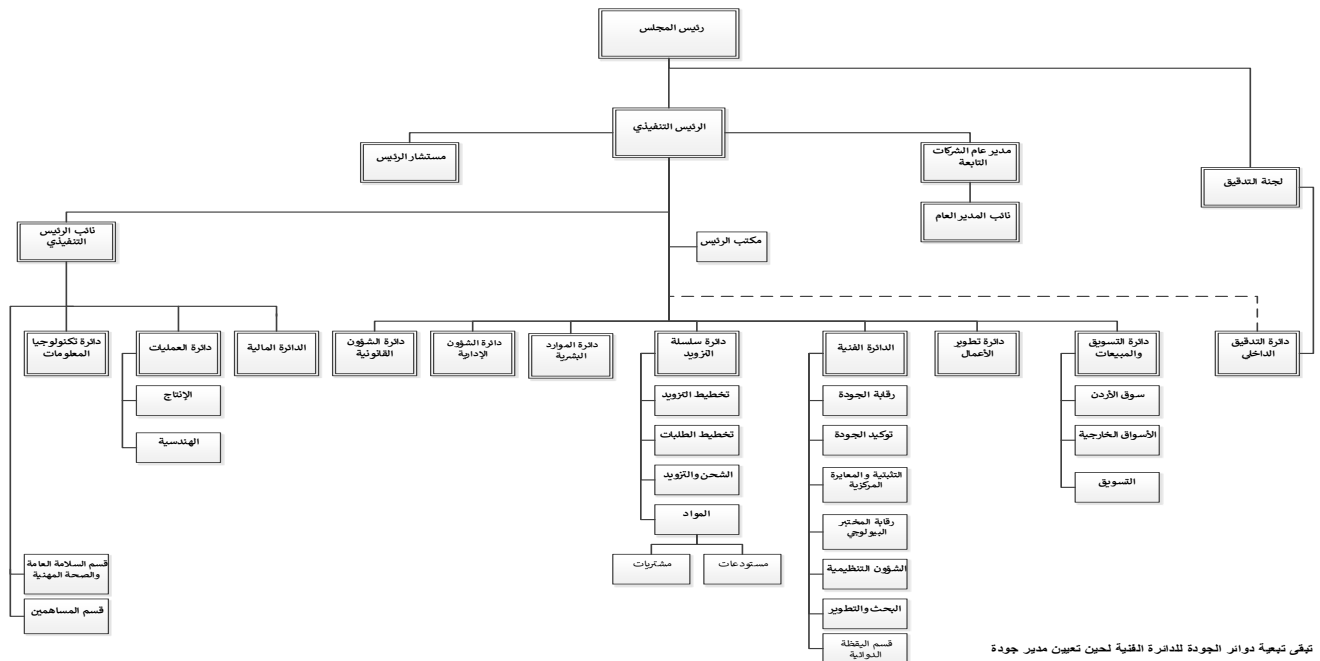 رئيس المجلس
الرئيس التنفيذي
مدير عام الشركات
التابعة
مستشار الرئيس
لجنة التدقيق
نائب المدير العام
نائب الرئيس
التنفيذي
مكتب الرئيس
دائرة التدقيق
الداخلي
دائرة التسويق
والمبيعات
دائرة تطوير
الأعمال
الدائرة الفنية
دائرة سلسلة
التزويد
دائرة الموارد
البشرية
دائرة الشؤون
الإدارية
دائرة الشؤون
القانونية
الدائرة المالية
دائرة العمليات
دائرة تكنولوجيا
المعلومات
سوق الأردن
الأسواق الخارجية
التسويق
رقابة الجودة
توكيد الجودة
التثبتية و المعايرة
المركزية
رقابة المختبر
البيولوجي
الشؤون التنظيمية
البحث والتطوير
قسم اليقظة
الدوائية
تخطيط التزويد
تخطيط الطلبات
الشحن والتزويد
المواد
مستودعات
مشتريات
الإنتاج
الهندسية
قسم السلامة العامة
والصحة المهنية
قسم المساهمين
تبقى تبعية دوائر الجودة للدائرة الفنية لحين تعيين مدير جودة